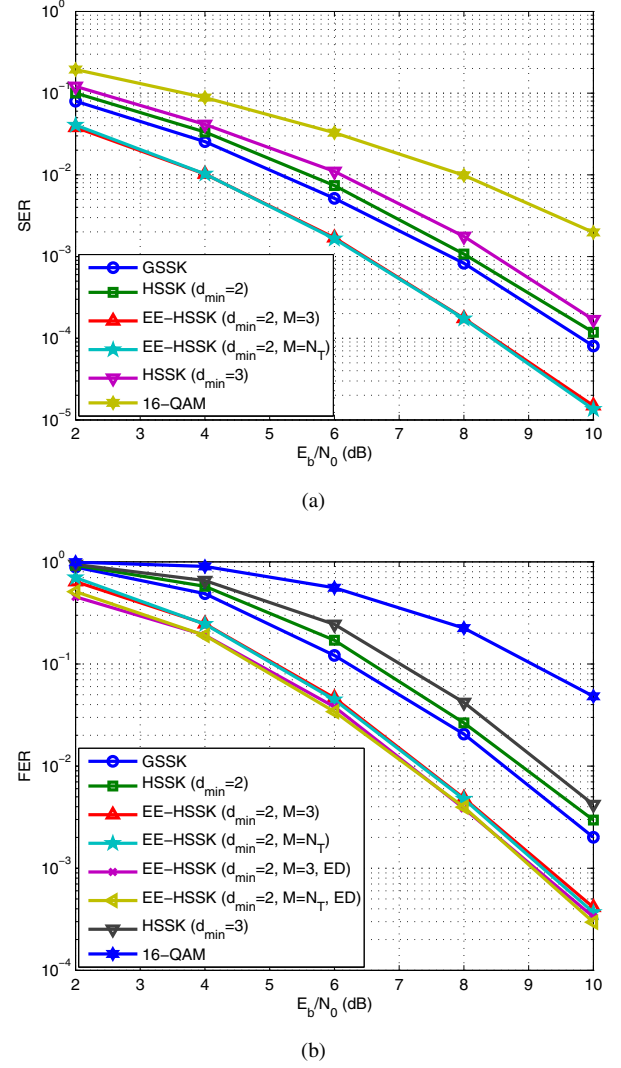 10^0
10^-1
10^-2
10^-3
10^-4
10^-5
SER
GSSK
HSSK (d_min=2)
EE−HSSK (d_min=2, M=3)
EE−HSSK (d_min=2, M=N_T)
HSSK (d_min=3)
16−QAM
2 3 4 5 6 7 8 9 10
E_b/N_0 (dB)
(a)
10^0
10^-1
10^-2
10^-3
10^-4
FER
GSSK
HSSK (d_min=2)
EE−HSSK (d_min=2, M=3)
EE−HSSK (d_min=2, M=N_T)
EE−HSSK (d_min=2, M=3, ED)
EE−HSSK (d_min=2, M=N_T, ED)
HSSK (d_min=3)
16−QAM
2 3 4 5 6 7 8 9 10
E_b/N_0 (dB)
(b)